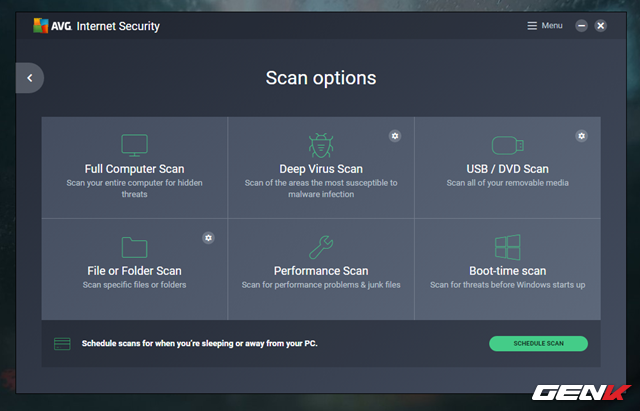 AVG Internet Security
Menu
Scan options
Full Computer Scan
Scan your entire computer for hidden
threats
Deep Virus Scan
Scan of the areas the most susceptible to
malware infection
USB / DVD Scan
Scan all of your removable media
File or Folder Scan
Scan specific files or folders
Performance Scan
Scan for performance problems & junk files
Boot-time scan
Scan for threats before Windows starts up
Schedule scans for when you're sleeping or away from your PC.
SCHEDULE SCAN
GENK